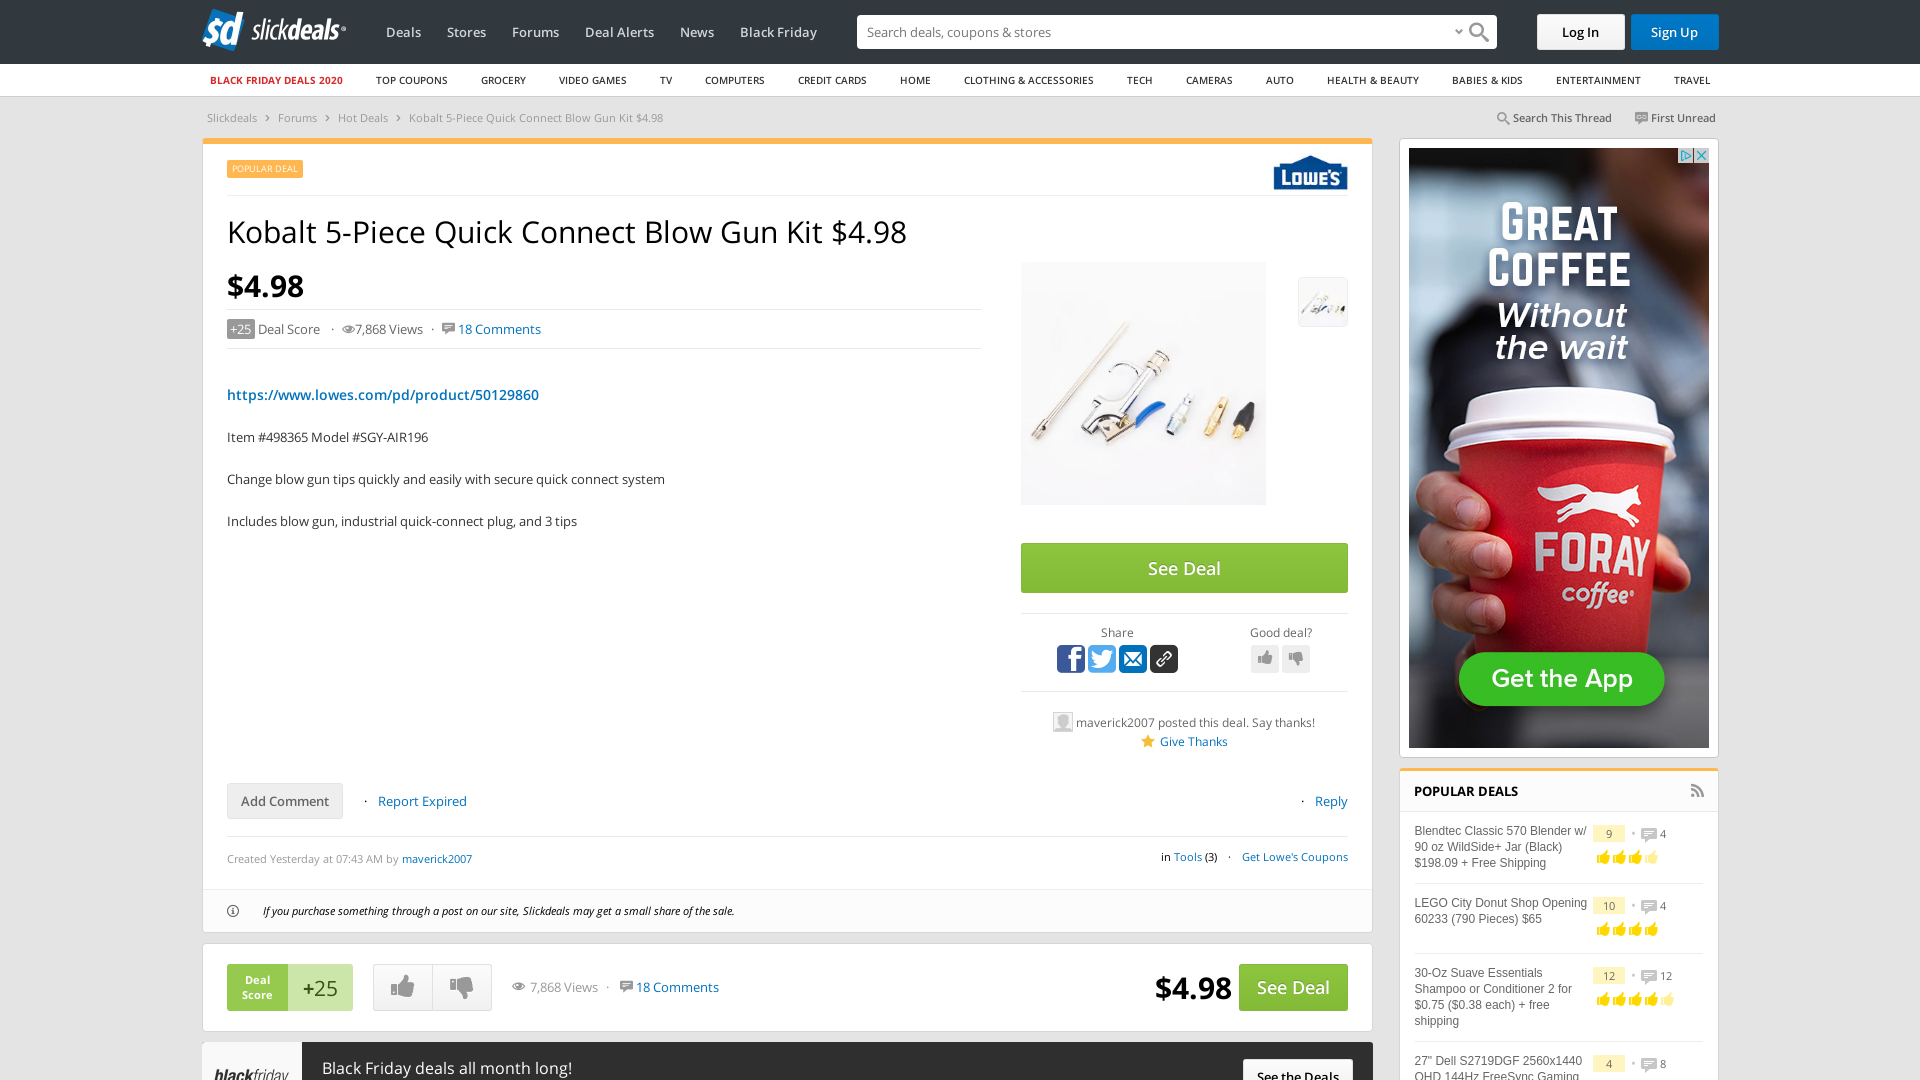 sd slickdeals
Deals
Stores
Forums
Deal Alerts
News
Black Friday
Search deals, coupons & stores
Log In
Sign Up
BLACK FRIDAY DEALS 2020
TOP COUPONS
GROCERY
VIDEO GAMES
TV
COMPUTERS
CREDIT CARDS
HOME
CLOTHING & ACCESSORIES
TECH
CAMERAS
AUTO
HEALTH & BEAUTY
BABIES & KIDS
ENTERTAINMENT
TRAVEL
Slickdeals › Forums › Hot Deals › Kobalt 5-Piece Quick Connect Blow Gun Kit $4.98
Search This Thread
First Unread
POPULAR DEAL
LOWE'S
Kobalt 5-Piece Quick Connect Blow Gun Kit $4.98
$4.98
+25 Deal Score · 7,868 Views · 18 Comments
https://www.lowes.com/pd/product/50129860
Item #498365 Model #SGY-AIR196
Change blow gun tips quickly and easily with secure quick connect system
Includes blow gun, industrial quick-connect plug, and 3 tips
See Deal
Share
Good deal?
maverick2007 posted this deal. Say thanks!
Give Thanks
Add Comment
· Report Expired
· Reply
Created Yesterday at 07:43 AM by maverick2007
in Tools (3) · Get Lowe's Coupons
If you purchase something through a post on our site, Slickdeals may get a small share of the sale.
Deal
Score
+25
7,868 Views · 18 Comments
$4.98
See Deal
blackfriday
Black Friday deals all month long!
See the Deals
GREAT
COFFEE
Without
the wait
FORAY
coffee
Get the App
POPULAR DEALS
Blendtec Classic 570 Blender w/
90 oz WildSide+ Jar (Black)
$198.09 + Free Shipping
9 • 4
LEGO City Donut Shop Opening
60233 (790 Pieces) $65
10 • 4
30-Oz Suave Essentials
Shampoo or Conditioner 2 for
$0.75 ($0.38 each) + free
shipping
12 • 12
27" Dell S2719DGF 2560x1440
QHD 144Hz FreeSync Gaming
4 • 8